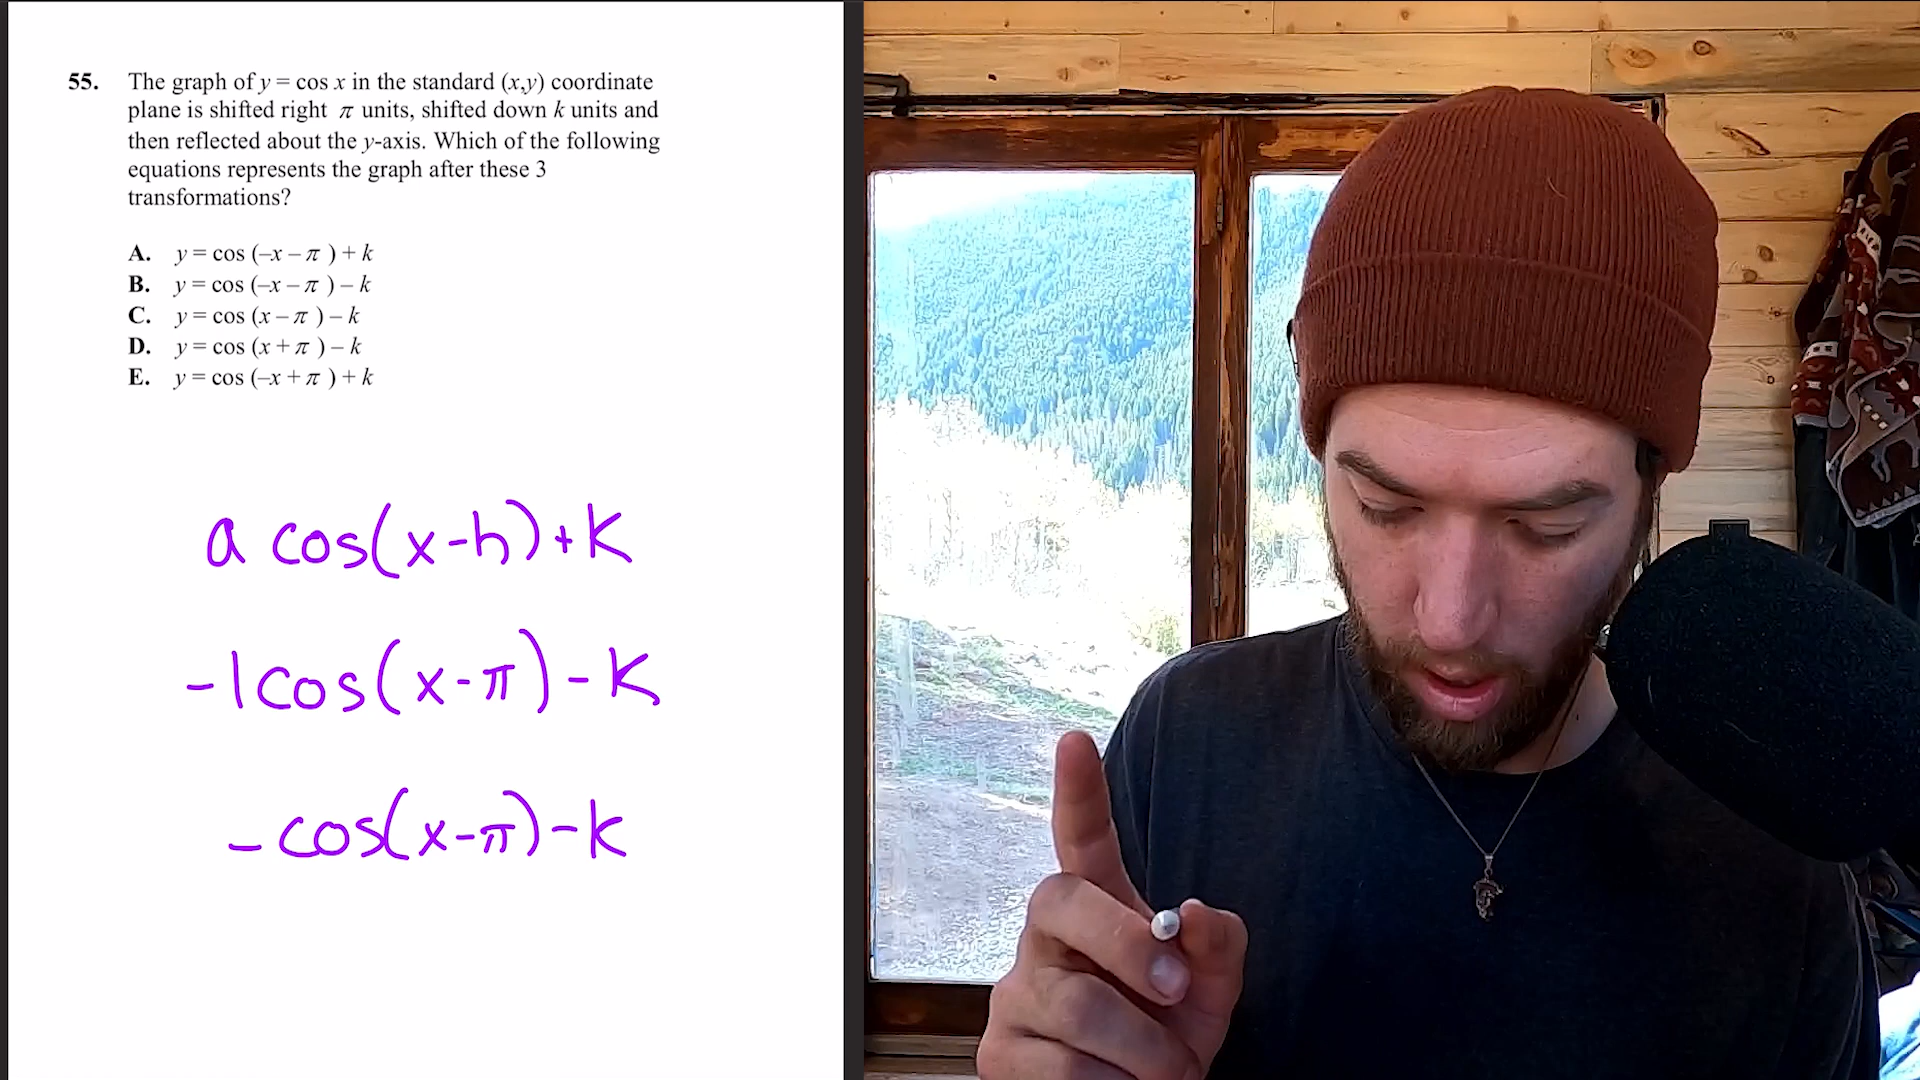 55. The graph of y = cos x in the standard (x,y) coordinate
plane is shifted right π units, shifted down k units and
then reflected about the y-axis. Which of the following
equations represents the graph after these 3
transformations?
A. y = cos (–x – π ) + k
B. y = cos (–x – π ) – k
C. y = cos (x – π ) – k
D. y = cos (x + π ) – k
E. y = cos (–x + π ) + k
a cos(x-h)+k
-1cos(x-π)-k
-cos(x-π)-k